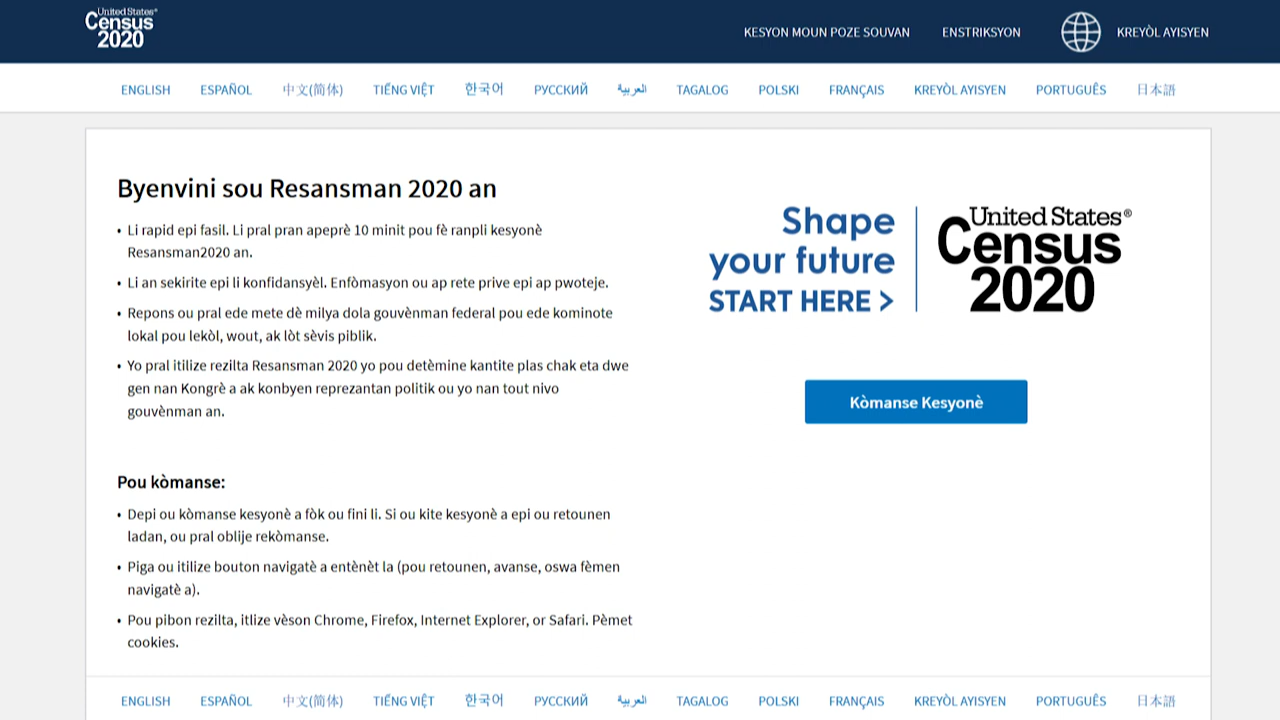 United States®
Census
2020
KESYON MOUN POZE SOUVAN ENSTRIKSYON KREYÒL AYISYEN
ENGLISH ESPAÑOL 中文(简体) TIẾNG VIỆT 한국어 РУССКИЙ العربية TAGALOG POLSKI FRANÇAIS KREYÒL AYISYEN PORTUGUÊS 日本語
Byenvini sou Resansman 2020 an
• Li rapid epi fasil. Li pral pran apeprè 10 minit pou fè ranpli kesyonè
Resansman2020 an.
• Li an sekirite epi li konfidansyèl. Enfòmasyon ou ap rete prive epi ap pwoteje.
• Repons ou pral ede mete dè milya dola gouvènman federal pou ede kominote
lokal pou lekòl, wout, ak lòt sèvis piblik.
• Yo pral itilize rezilta Resansman 2020 yo pou detèmine kantite plas chak eta dwe
gen nan Kongrè a ak konbyen reprezantan politik ou yo nan tout nivo
gouvènman an.
Shape
your future
START HERE >
United States®
Census
2020
Kòmanse Kesyonè
Pou kòmanse:
• Depi ou kòmanse kesyonè a fòk ou fini li. Si ou kite kesyonè a epi ou retounen
ladan, ou pral oblije rekòmanse.
• Piga ou itilize bouton navigatè a entènèt la (pou retounen, avanse, oswa fèmen
navigatè a).
• Pou pibon rezilta, itlize vèson Chrome, Firefox, Internet Explorer, or Safari. Pèmet
cookies.
ENGLISH ESPAÑOL 中文(简体) TIẾNG VIỆT 한국어 РУССКИЙ العربية TAGALOG POLSKI FRANÇAIS KREYÒL AYISYEN PORTUGUÊS 日本語